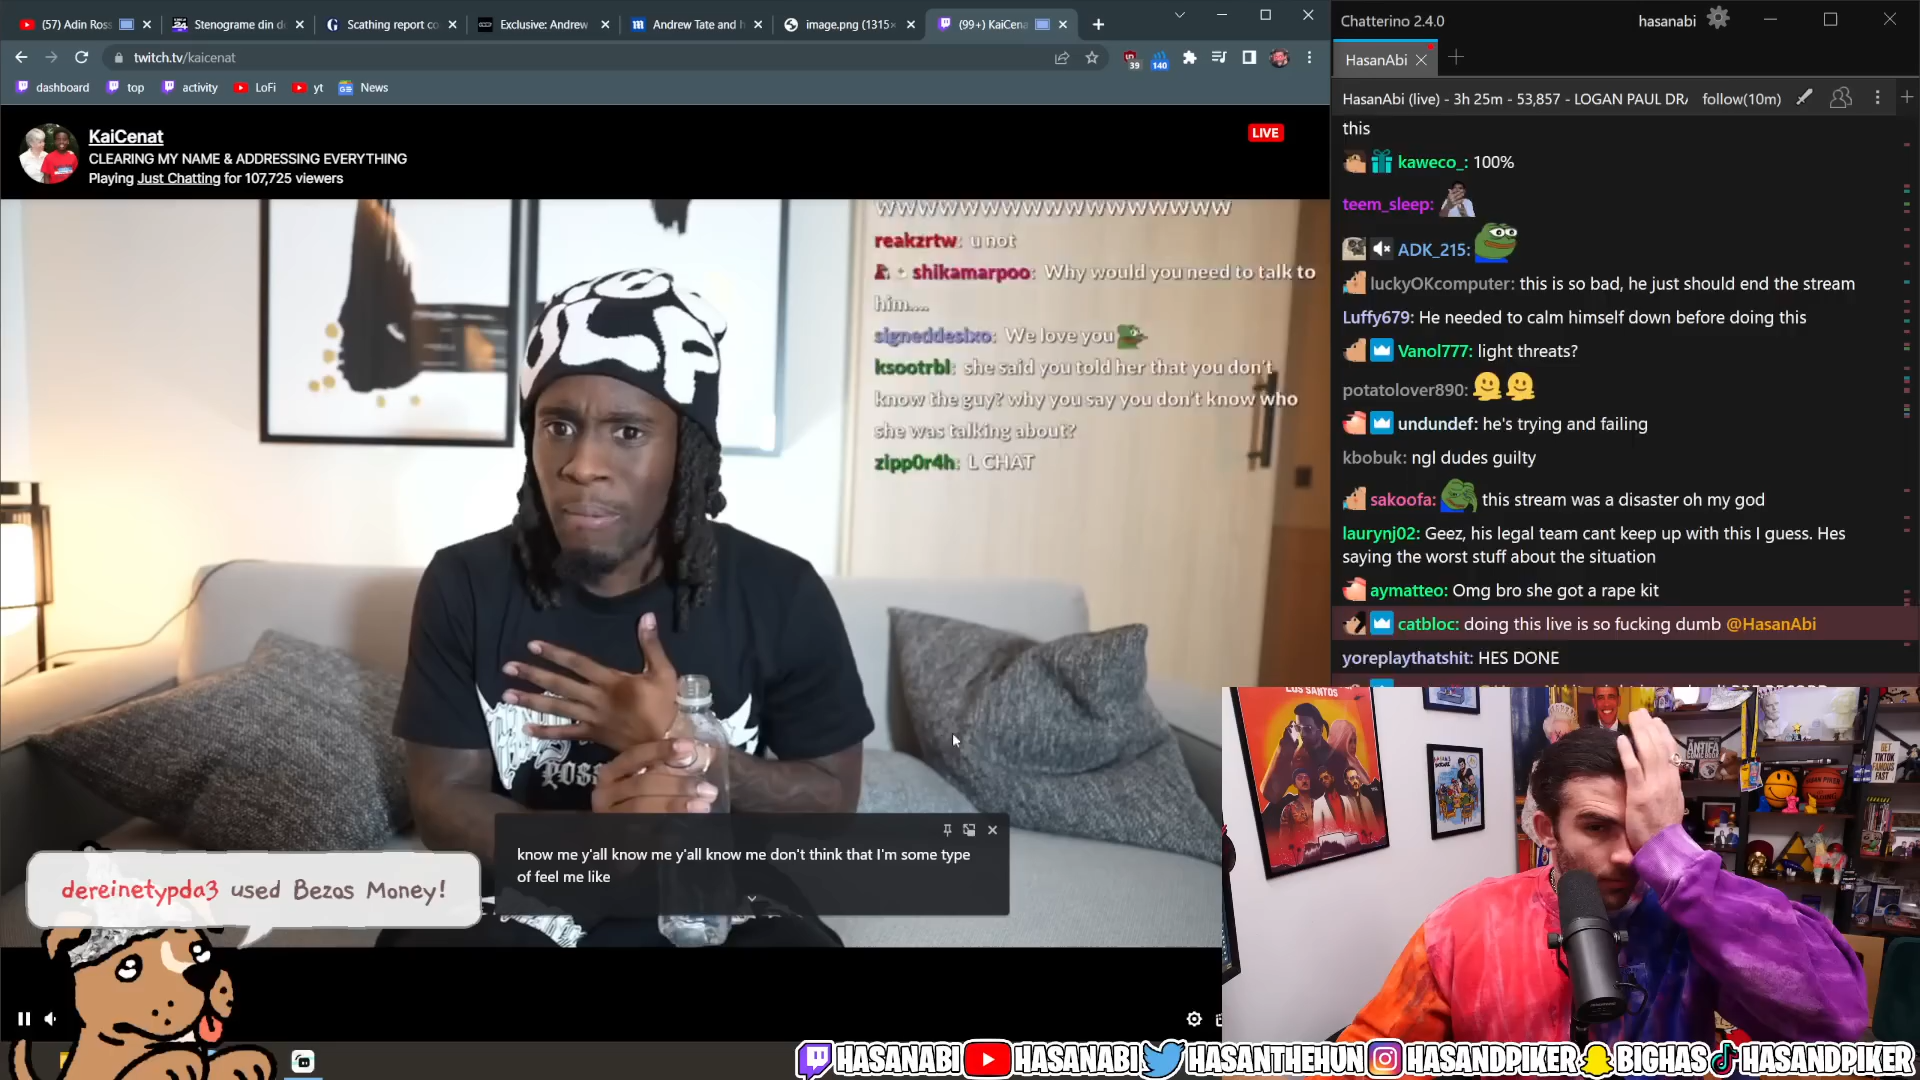 (57) Adin Ross
Stenograme din d
Scathing report co
Exclusive: Andrew
Andrew Tate and h
image.png (1315×
(99+) KaiCena
twitch.tv/kaicenat
39
140
dashboard
top
activity
LoFi
yt
News
KaiCenat
CLEARING MY NAME & ADDRESSING EVERYTHING
Playing Just Chatting for 107,725 viewers
LIVE
reakzrtw: u not
shikamarpoo: Why would you need to talk to
him....
signeddesixo: We love you
ksootrbl: she said you told her that you don't
know the guy? why you say you don't know who
she was talking about?
zipp0r4h: L CHAT
know me y'all know me y'all know me don't think that I'm some type
of feel me like
dereinetypda3 used Bezos Money!
Chatterino 2.4.0
hasanabi
HasanAbi
HasanAbi (live) - 3h 25m - 53,857 - LOGAN PAUL DRA
follow(10m)
this
kaweco_: 100%
teem_sleep:
ADK_215:
luckyOKcomputer: this is so bad, he just should end the stream
Luffy679: He needed to calm himself down before doing this
Vanol777: light threats?
potatolover890:
undundef: he's trying and failing
kbobuk: ngl dudes guilty
sakoofa: this stream was a disaster oh my god
laurynj02: Geez, his legal team cant keep up with this I guess. Hes
saying the worst stuff about the situation
aymatteo: Omg bro she got a rape kit
catbloc: doing this live is so fucking dumb @HasanAbi
yoreplaythatshit: HES DONE
LOS SANTOS
ANTIFA
GET
TIKTOK
FAMOUS
FAST
HASANABI
HASANABI
HASANTHEHUN
HASANDPIKER
BIGHAS
HASANDPIKER